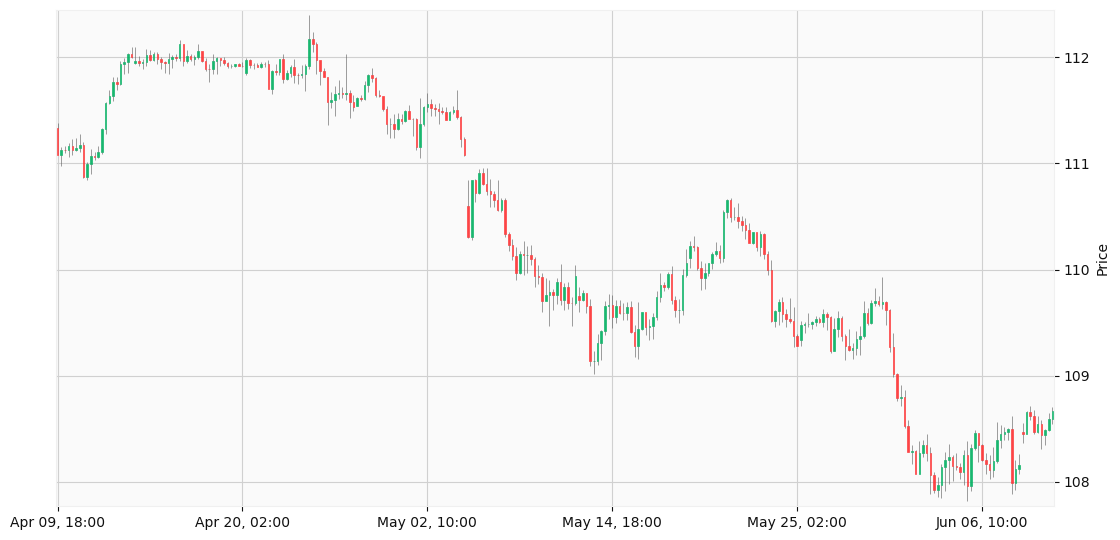 112
111
110
109
108
Price
Apr 09, 18:00
Apr 20, 02:00
May 02, 10:00
May 14, 18:00
May 25, 02:00
Jun 06, 10:00